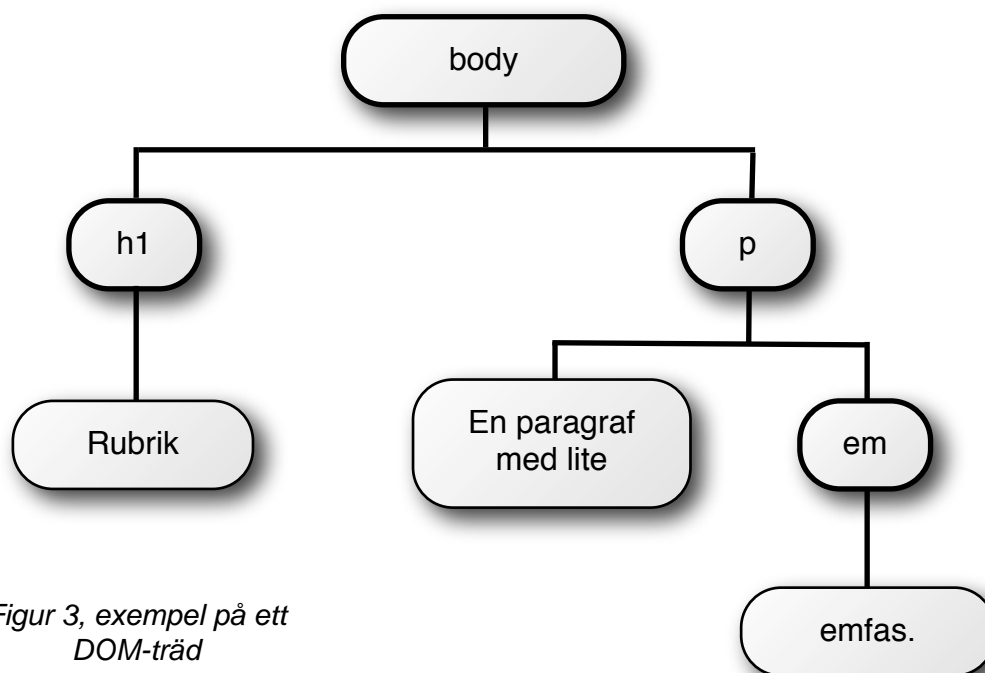 body
h1
p
Rubrik
En paragraf
med lite
em
emfas.
Figur 3, exempel på ett
DOM-träd